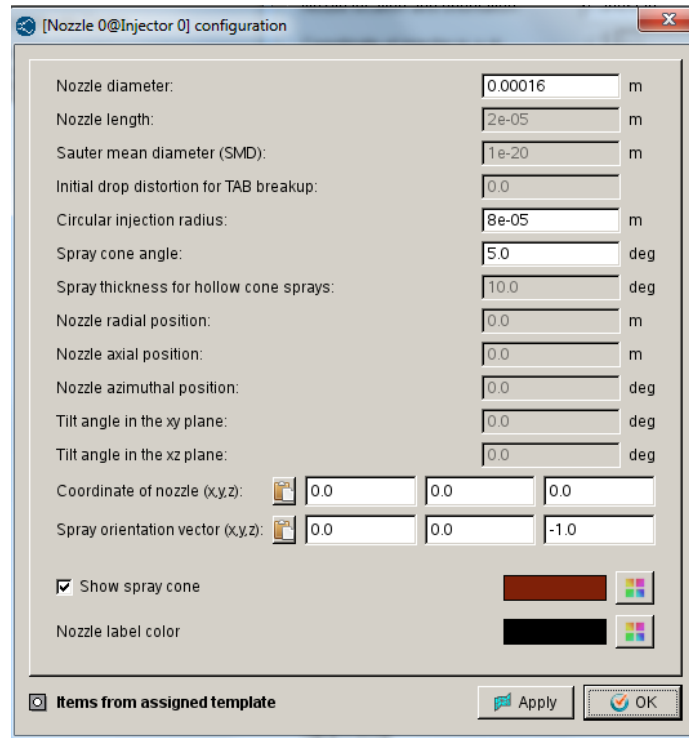 [Nozzle 0@Injector 0] configuration
Nozzle diameter: 0.00016 m
Nozzle length: 2e-05 m
Sauter mean diameter (SMD): 1e-20 m
Initial drop distortion for TAB breakup: 0.0
Circular injection radius: 8e-05 m
Spray cone angle: 5.0 deg
Spray thickness for hollow cone sprays: 10.0 deg
Nozzle radial position: 0.0 m
Nozzle axial position: 0.0 m
Nozzle azimuthal position: 0.0 deg
Tilt angle in the xy plane: 0.0 deg
Tilt angle in the xz plane: 0.0 deg
Coordinate of nozzle (x,y,z): 0.0 0.0 0.0
Spray orientation vector (x,y,z): 0.0 0.0 -1.0
Show spray cone
Nozzle label color
Items from assigned template Apply OK